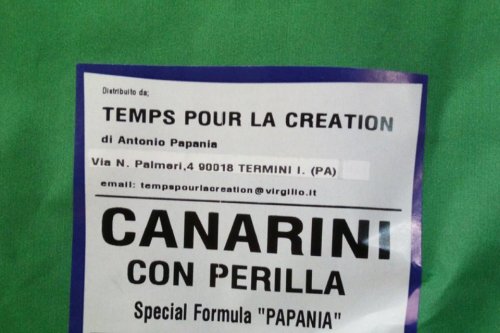 Distribuito da;
TEMPS POUR LA CREATION
di Antonio Papania
Via N. Palmeri,4 90018 TERMINI I. (PA)
email: tempspourlacreation@virgilio.it
CANARINI
CON PERILLA
Special Formula "PAPANIA"